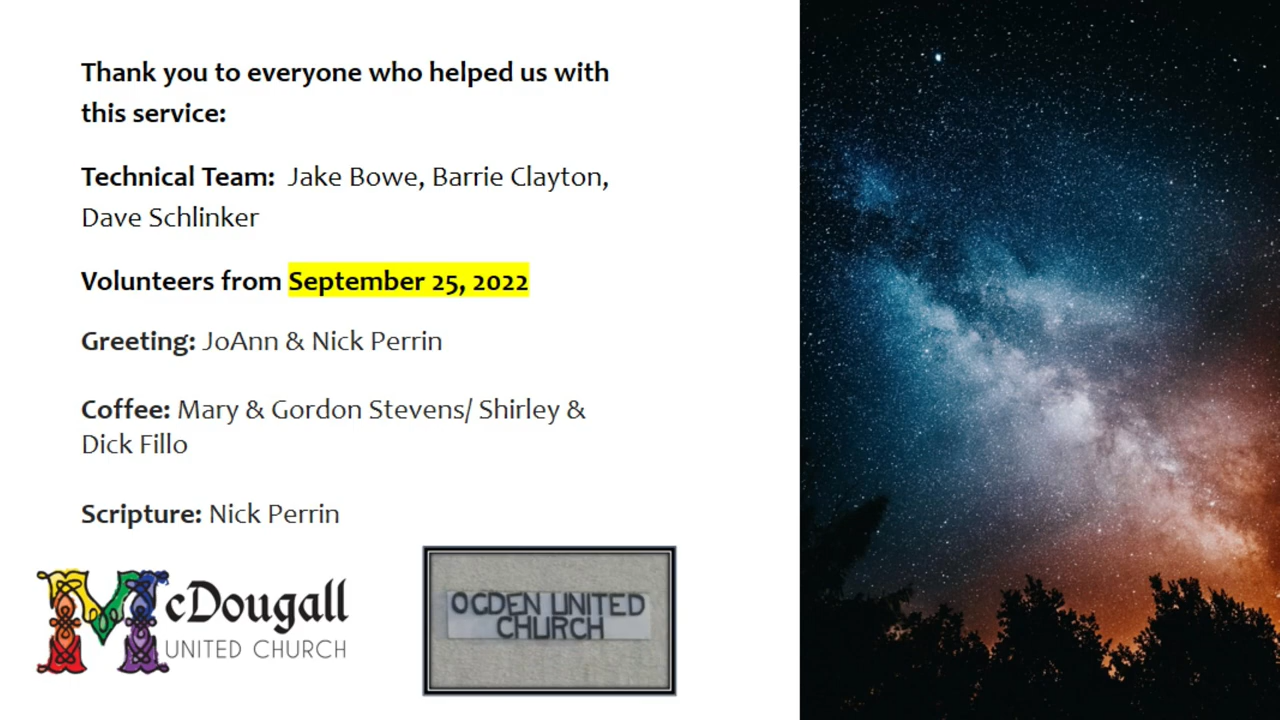 Thank you to everyone who helped us with
this service:
Technical Team: Jake Bowe, Barrie Clayton,
Dave Schlinker
Volunteers from September 25, 2022
Greeting: JoAnn & Nick Perrin
Coffee: Mary & Gordon Stevens/ Shirley &
Dick Fillo
Scripture: Nick Perrin
McDougall
UNITED CHURCH
OGDEN UNITED
CHURCH